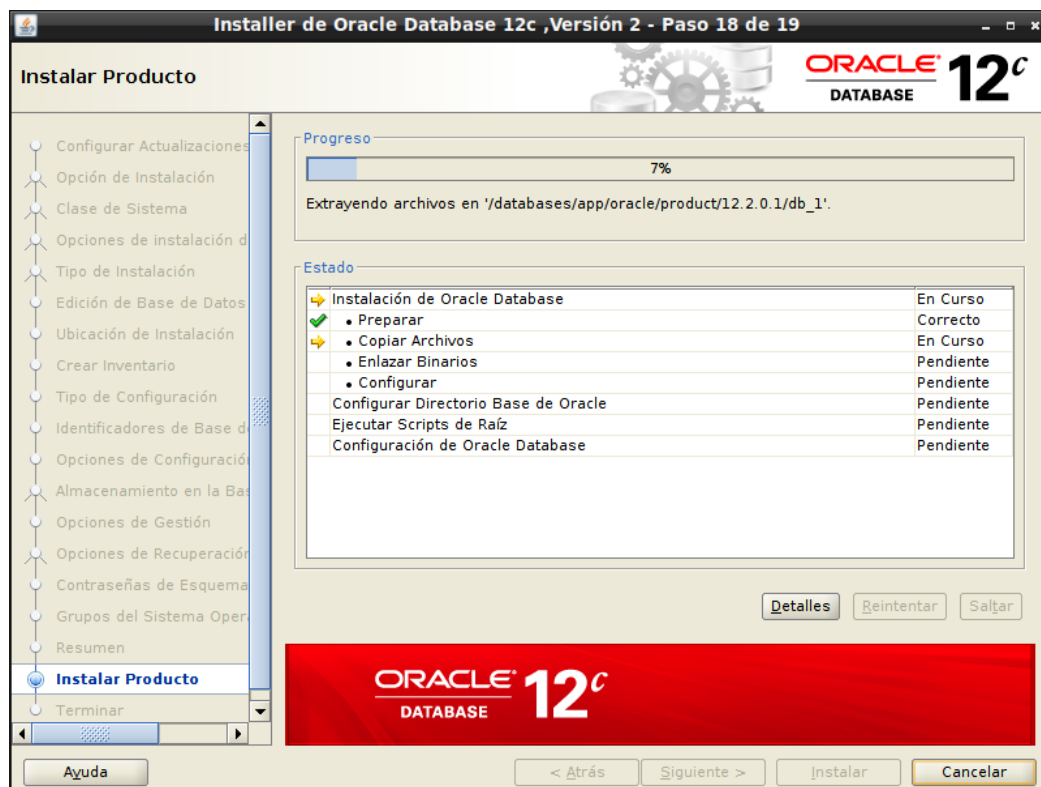 Installer de Oracle Database 12c ,Versión 2 - Paso 18 de 19
Instalar Producto
ORACLE
DATABASE
12c
Configurar Actualizaciones
Opción de Instalación
Clase de Sistema
Opciones de instalación d
Tipo de Instalación
Edición de Base de Datos
Ubicación de Instalación
Crear Inventario
Tipo de Configuración
Identificadores de Base de
Opciones de Configuración
Almacenamiento en la Bas
Opciones de Gestión
Opciones de Recuperación
Contraseñas de Esquema
Grupos del Sistema Opera
Resumen
Instalar Producto
Terminar
Progreso
7%
Extrayendo archivos en '/databases/app/oracle/product/12.2.0.1/db_1'.
Estado
Instalación de Oracle Database En Curso
• Preparar Correcto
• Copiar Archivos En Curso
• Enlazar Binarios Pendiente
• Configurar Pendiente
Configurar Directorio Base de Oracle Pendiente
Ejecutar Scripts de Raíz Pendiente
Configuración de Oracle Database Pendiente
Detalles Reintentar Saltar
ORACLE
DATABASE
12c
Ayuda < Atrás Siguiente > Instalar Cancelar